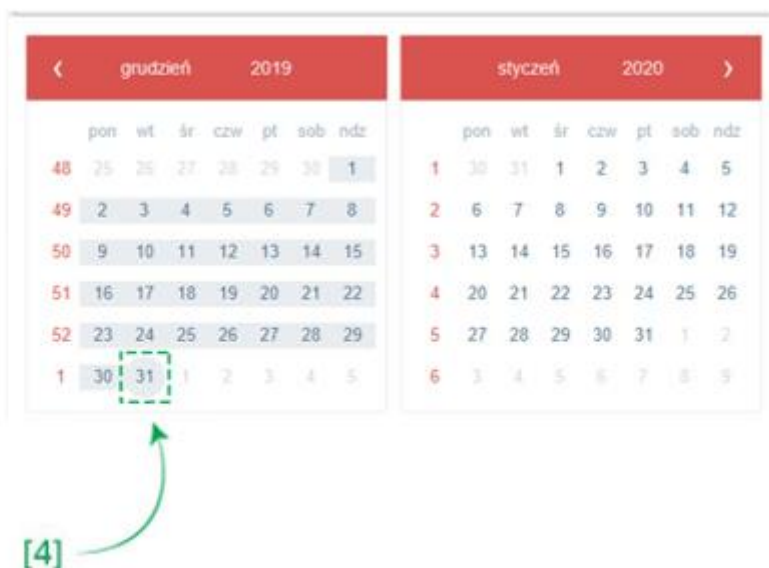 ‹ grudzień 2019
pon wt śr czw pt sob ndz
48 25 26 27 28 29 30 1
49 2 3 4 5 6 7 8
50 9 10 11 12 13 14 15
51 16 17 18 19 20 21 22
52 23 24 25 26 27 28 29
1 30 31 1 2 3 4 5
styczeń 2020 ›
pon wt śr czw pt sob ndz
1 30 31 1 2 3 4 5
2 6 7 8 9 10 11 12
3 13 14 15 16 17 18 19
4 20 21 22 23 24 25 26
5 27 28 29 30 31 1 2
6 3 4 5 6 7 8 9
[4]